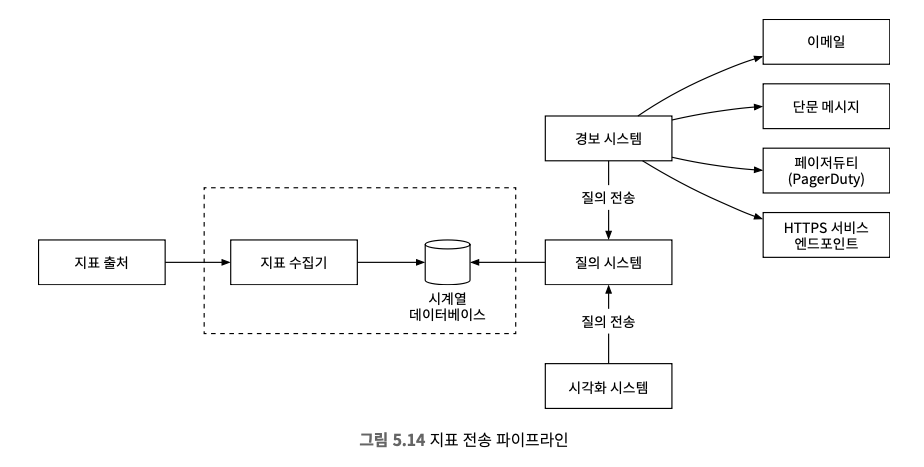 이메일
단문 메시지
경보 시스템
페이저듀티
(PagerDuty)
질의 전송
HTTPS 서비스
엔드포인트
지표 출처
지표 수집기
질의 시스템
시계열
데이터베이스
질의 전송
시각화 시스템
그림 5.14 지표 전송 파이프라인